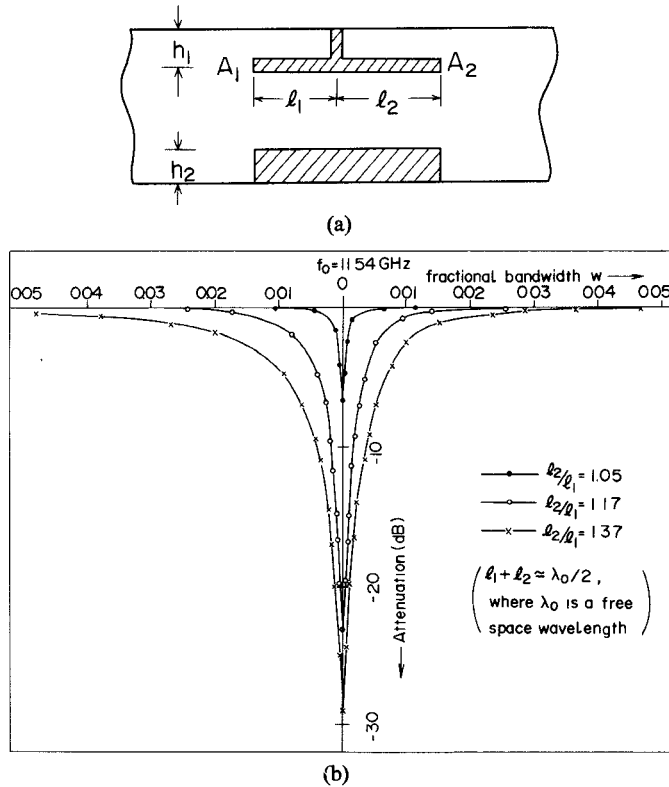 h1
A1
A2
ℓ1
ℓ2
h2
(a)
f0=1154 GHz
fractional bandwidth w
005 004 003 002 001 0 001 002 003 004 005
-10
-20
-30
Attenuation (dB)
ℓ2/ℓ1 = 1.05
ℓ2/ℓ1 = 1 17
ℓ2/ℓ1 = 1 37
( ℓ1 + ℓ2 ≃ λ0/2 ,
where λ0 is a free
space wavelength )
(b)